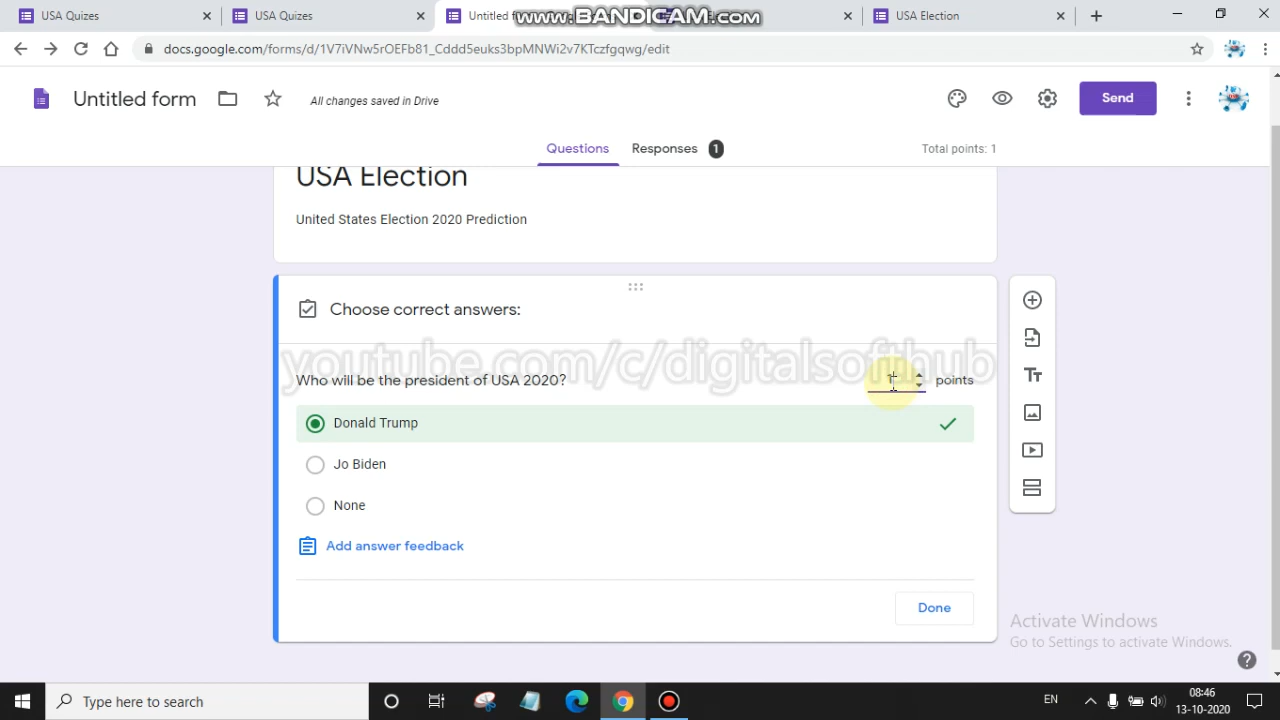 USA Quizes
USA Quizes
Untitled fo
www.BANDICAM.com
USA Election
docs.google.com/forms/d/1V7iVNw5rOEFb81_Cddd5euks3bpMNWi2v7KTczfgqwg/edit
Untitled form
All changes saved in Drive
Send
Questions
Responses 1
Total points: 1
USA Election
United States Election 2020 Prediction
Choose correct answers:
youtube.com/c/digitalsofthub
Who will be the president of USA 2020?
1 points
Donald Trump
Jo Biden
None
Add answer feedback
Done
Activate Windows
Go to Settings to activate Windows.
Type here to search
EN
08:46
13-10-2020